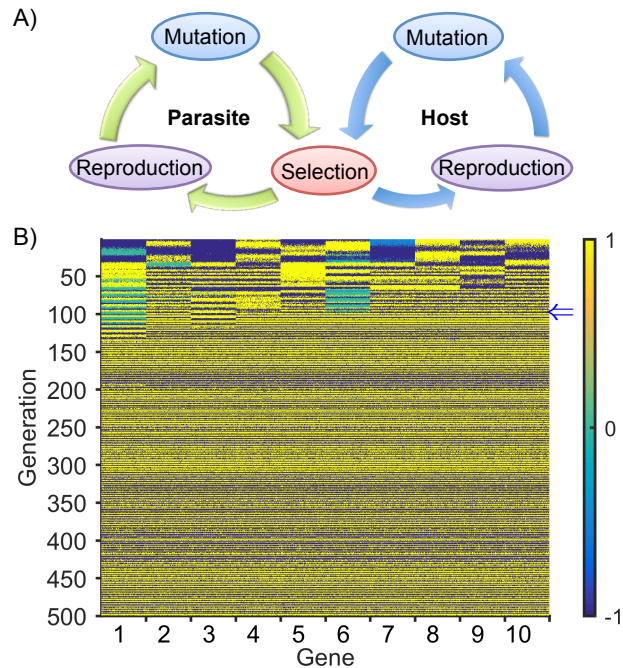 A)
Mutation
Mutation
Parasite
Host
Reproduction
Selection
Reproduction
B)
1
50
100
⇐
150
200
0
250
300
350
400
450
500
-1
Generation
1 2 3 4 5 6 7 8 9 10
Gene